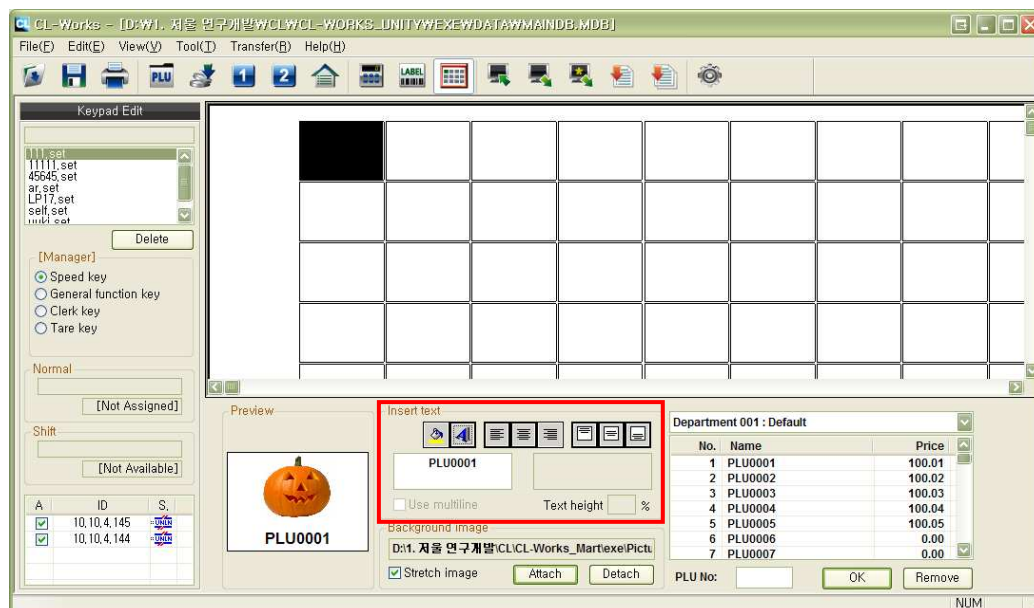 CL-Works - [D:₩1. 저울 연구개발₩CL₩CL-WORKS_UNITY₩EXE₩DATA₩MAINDB.MDB]
File(F) Edit(E) View(V) Tool(T) Transfer(R) Help(H)
PLU 1 2 LABEL
Keypad Edit
111.set
11111.set
45645.set
ar.set
LP17.set
self.set
Delete
[Manager]
Speed key
General function key
Clerk key
Tare key
Normal
[Not Assigned]
Shift
[Not Available]
A ID S.
10.10.4.145 UNLN
10.10.4.144 UNLN
Preview
PLU0001
Insert text
PLU0001
Use multiline Text height %
Background image
D:\1. 저울 연구개발\CL\CL-Works_Mart\exe\Pictu
Stretch image Attach Detach
Department 001 : Default
No. Name Price
1 PLU0001 100.01
2 PLU0002 100.02
3 PLU0003 100.03
4 PLU0004 100.04
5 PLU0005 100.05
6 PLU0006 0.00
7 PLU0007 0.00
PLU No: OK Remove
NUM